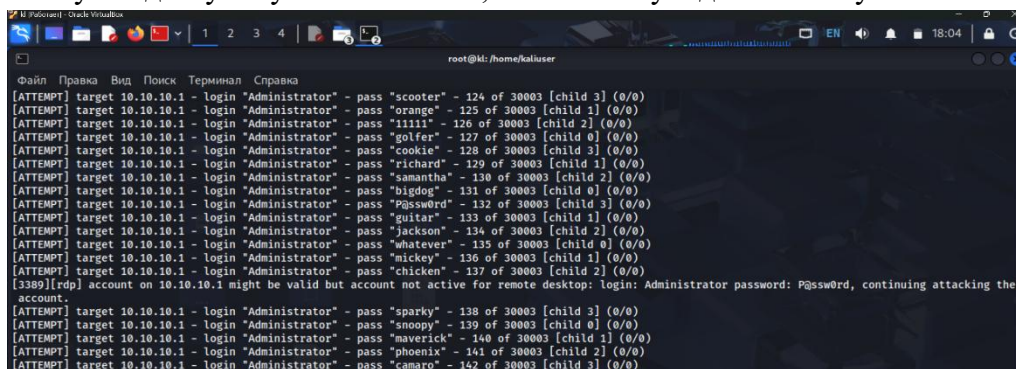 kl [Работает] - Oracle VirtualBox
1 2 3 4 EN 18:04
root@kl: /home/kaliuser
Файл Правка Вид Поиск Терминал Справка
[ATTEMPT] target 10.10.10.1 - login "Administrator" - pass "scooter" - 124 of 30003 [child 3] (0/0)
[ATTEMPT] target 10.10.10.1 - login "Administrator" - pass "orange" - 125 of 30003 [child 1] (0/0)
[ATTEMPT] target 10.10.10.1 - login "Administrator" - pass "11111" - 126 of 30003 [child 2] (0/0)
[ATTEMPT] target 10.10.10.1 - login "Administrator" - pass "golfer" - 127 of 30003 [child 0] (0/0)
[ATTEMPT] target 10.10.10.1 - login "Administrator" - pass "cookie" - 128 of 30003 [child 3] (0/0)
[ATTEMPT] target 10.10.10.1 - login "Administrator" - pass "richard" - 129 of 30003 [child 1] (0/0)
[ATTEMPT] target 10.10.10.1 - login "Administrator" - pass "samantha" - 130 of 30003 [child 2] (0/0)
[ATTEMPT] target 10.10.10.1 - login "Administrator" - pass "bigdog" - 131 of 30003 [child 0] (0/0)
[ATTEMPT] target 10.10.10.1 - login "Administrator" - pass "P@ssw0rd" - 132 of 30003 [child 3] (0/0)
[ATTEMPT] target 10.10.10.1 - login "Administrator" - pass "guitar" - 133 of 30003 [child 1] (0/0)
[ATTEMPT] target 10.10.10.1 - login "Administrator" - pass "jackson" - 134 of 30003 [child 2] (0/0)
[ATTEMPT] target 10.10.10.1 - login "Administrator" - pass "whatever" - 135 of 30003 [child 0] (0/0)
[ATTEMPT] target 10.10.10.1 - login "Administrator" - pass "mickey" - 136 of 30003 [child 1] (0/0)
[ATTEMPT] target 10.10.10.1 - login "Administrator" - pass "chicken" - 137 of 30003 [child 2] (0/0)
[3389][rdp] account on 10.10.10.1 might be valid but account not active for remote desktop: login: Administrator password: P@ssw0rd, continuing attacking the
account.
[ATTEMPT] target 10.10.10.1 - login "Administrator" - pass "sparky" - 138 of 30003 [child 3] (0/0)
[ATTEMPT] target 10.10.10.1 - login "Administrator" - pass "snoopy" - 139 of 30003 [child 0] (0/0)
[ATTEMPT] target 10.10.10.1 - login "Administrator" - pass "maverick" - 140 of 30003 [child 1] (0/0)
[ATTEMPT] target 10.10.10.1 - login "Administrator" - pass "phoenix" - 141 of 30003 [child 2] (0/0)
[ATTEMPT] target 10.10.10.1 - login "Administrator" - pass "camaro" - 142 of 30003 [child 3] (0/0)